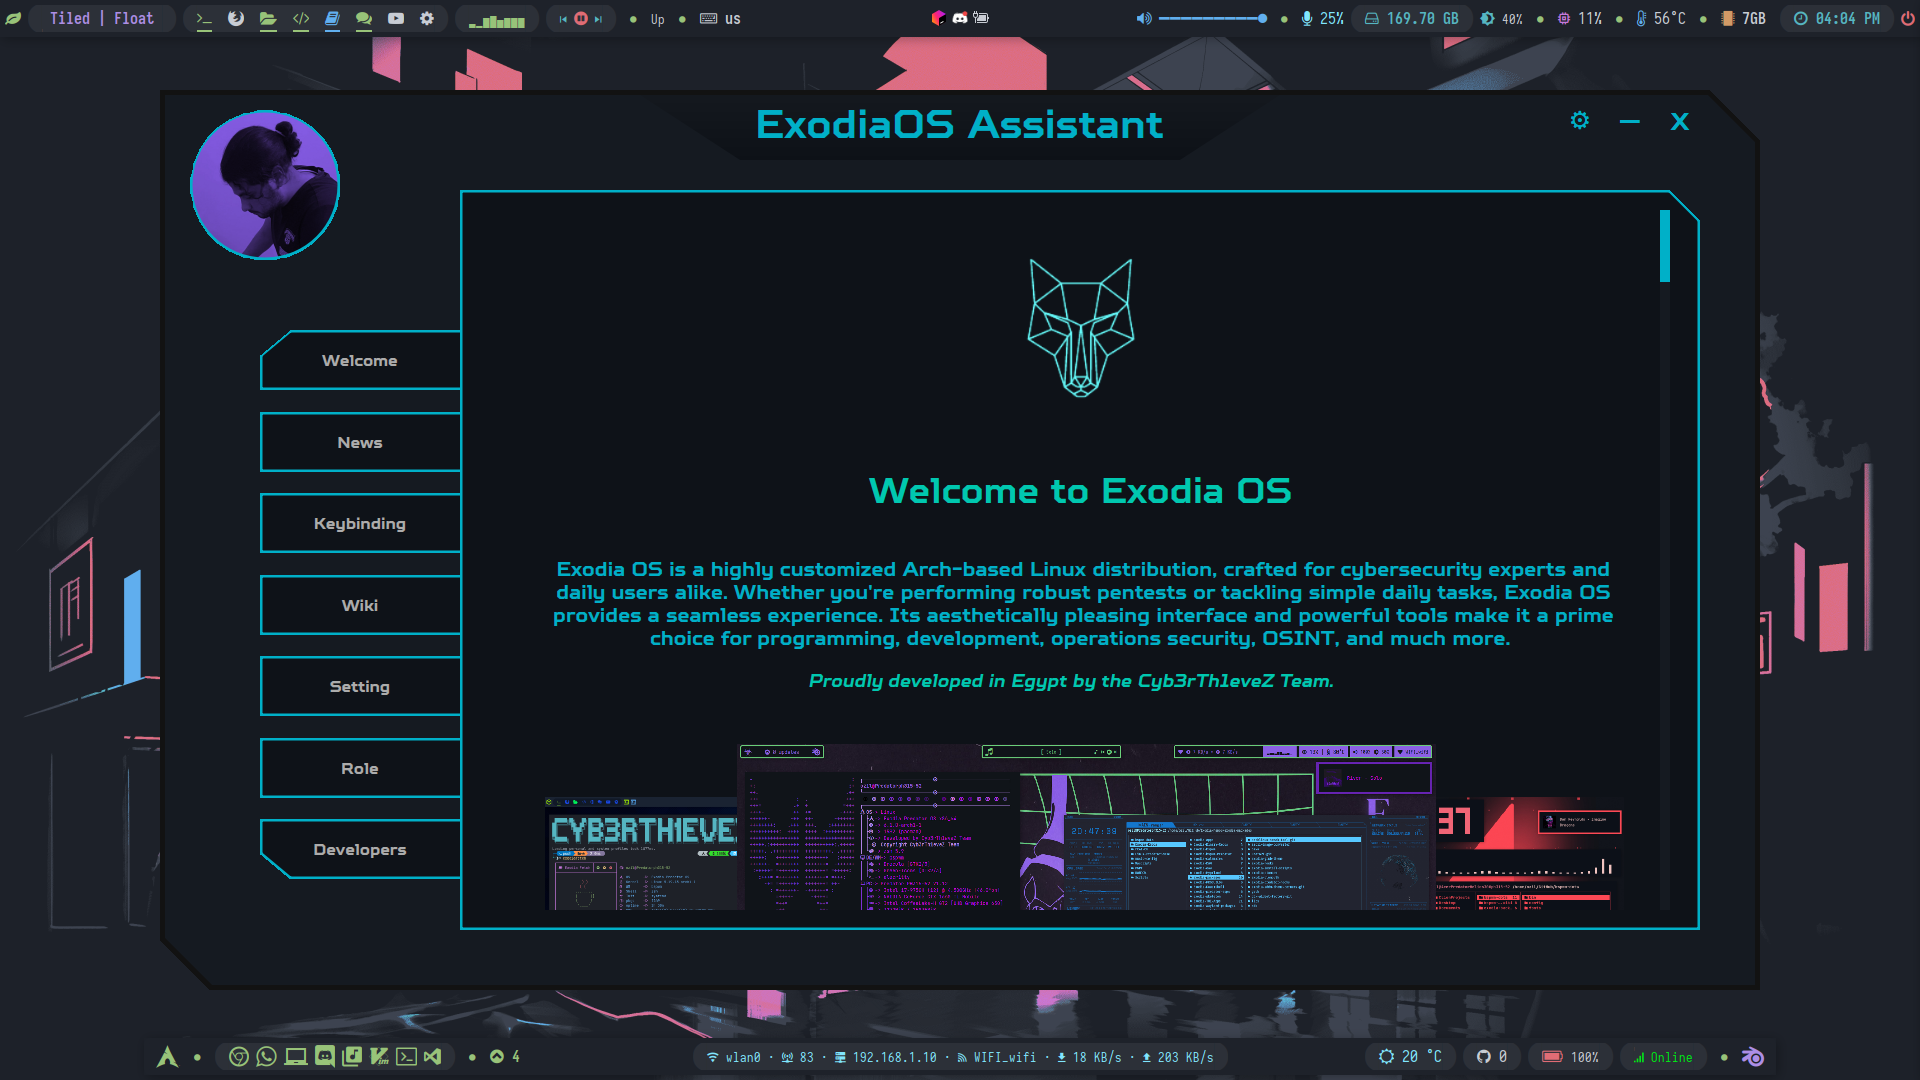 Tiled | Float
Up
us
25%
169.70 GB
40%
11%
56°C
7GB
04:04 PM
ExodiaOS Assistant
X
Welcome
News
Keybinding
Wiki
Setting
Role
Developers
Welcome to Exodia OS
Exodia OS is a highly customized Arch-based Linux distribution, crafted for cybersecurity experts and
daily users alike. Whether you're performing robust pentests or tackling simple daily tasks, Exodia OS
provides a seamless experience. Its aesthetically pleasing interface and powerful tools make it a prime
choice for programming, development, operations security, OSINT, and much more.
Proudly developed in Egypt by the Cyb3rTh1eveZ Team.
0 updates
CYB3RTH1EVE
20:47:39
E
37
4
wlan0 · 83 · 192.168.1.10 · WIFI_wifi · 18 KB/s · 203 KB/s
20 °C
0
100%
Online